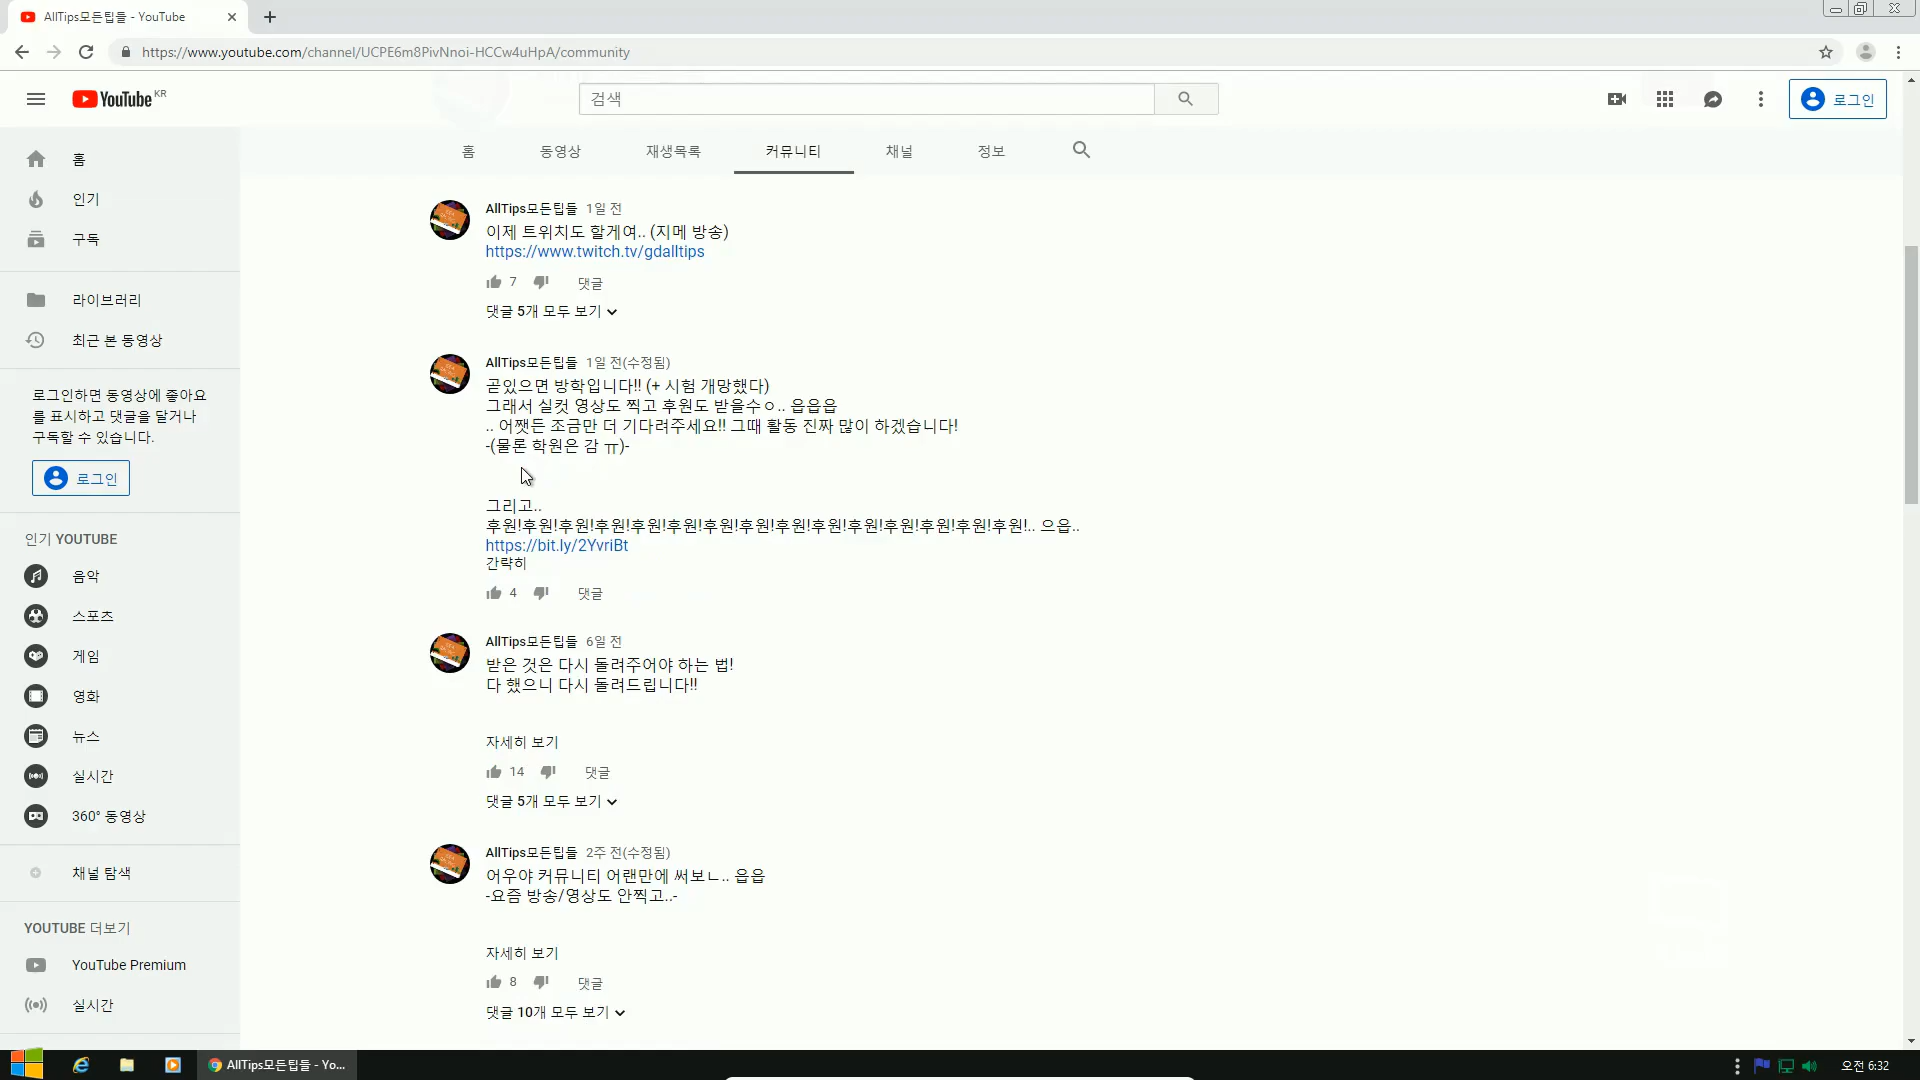 AllTips모든팁들 - YouTube
https://www.youtube.com/channel/UCPE6m8PivNnoi-HCCw4uHpA/community
YouTube KR
검색
로그인
홈
동영상
재생목록
커뮤니티
채널
정보
홈
인기
구독
라이브러리
최근 본 동영상
로그인하면 동영상에 좋아요
를 표시하고 댓글을 달거나
구독할 수 있습니다.
로그인
인기 YOUTUBE
음악
스포츠
게임
영화
뉴스
실시간
360° 동영상
채널 탐색
YOUTUBE 더보기
YouTube Premium
실시간
AllTips모든팁들 1일 전
이제 트위치도 할게여.. (지메 방송)
https://www.twitch.tv/gdalltips
7 댓글
댓글 5개 모두 보기
AllTips모든팁들 1일 전(수정됨)
곧있으면 방학입니다!! (+ 시험 개망했다)
그래서 실컷 영상도 찍고 후원도 받을수ㅇ.. 읍읍읍
.. 어쨋든 조금만 더 기다려주세요!! 그때 활동 진짜 많이 하겠습니다!
-(물론 학원은 감 ㅠ)-
그리고..
후원!후원!후원!후원!후원!후원!후원!후원!후원!후원!후원!후원!후원!후원!후원!.. 으읍..
https://bit.ly/2YvriBt
간략히
4 댓글
AllTips모든팁들 6일 전
받은 것은 다시 돌려주어야 하는 법!
다 했으니 다시 돌려드립니다!!
자세히 보기
14 댓글
댓글 5개 모두 보기
AllTips모든팁들 2주 전(수정됨)
어우야 커뮤니티 어랜만에 써보ㄴ.. 읍읍
-요즘 방송/영상도 안찍고..-
자세히 보기
8 댓글
댓글 10개 모두 보기
AllTips모든팁들 - Yo...
오전 6:32